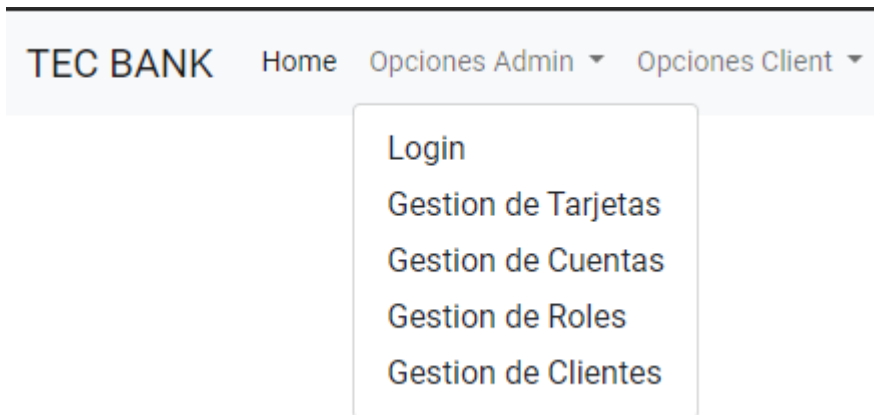 TEC BANK Home Opciones Admin Opciones Client
Login
Gestion de Tarjetas
Gestion de Cuentas
Gestion de Roles
Gestion de Clientes